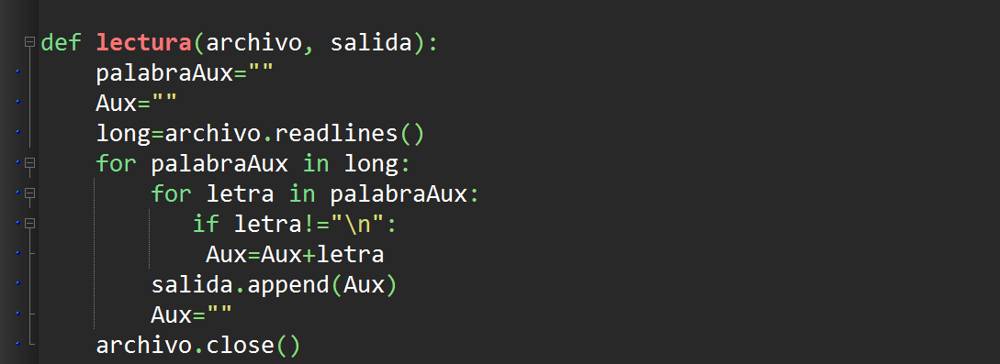 def lectura(archivo, salida):
    palabraAux=""
    Aux=""
    long=archivo.readlines()
    for palabraAux in long:
        for letra in palabraAux:
           if letra!="\n":
            Aux=Aux+letra
        salida.append(Aux)
        Aux=""
    archivo.close()